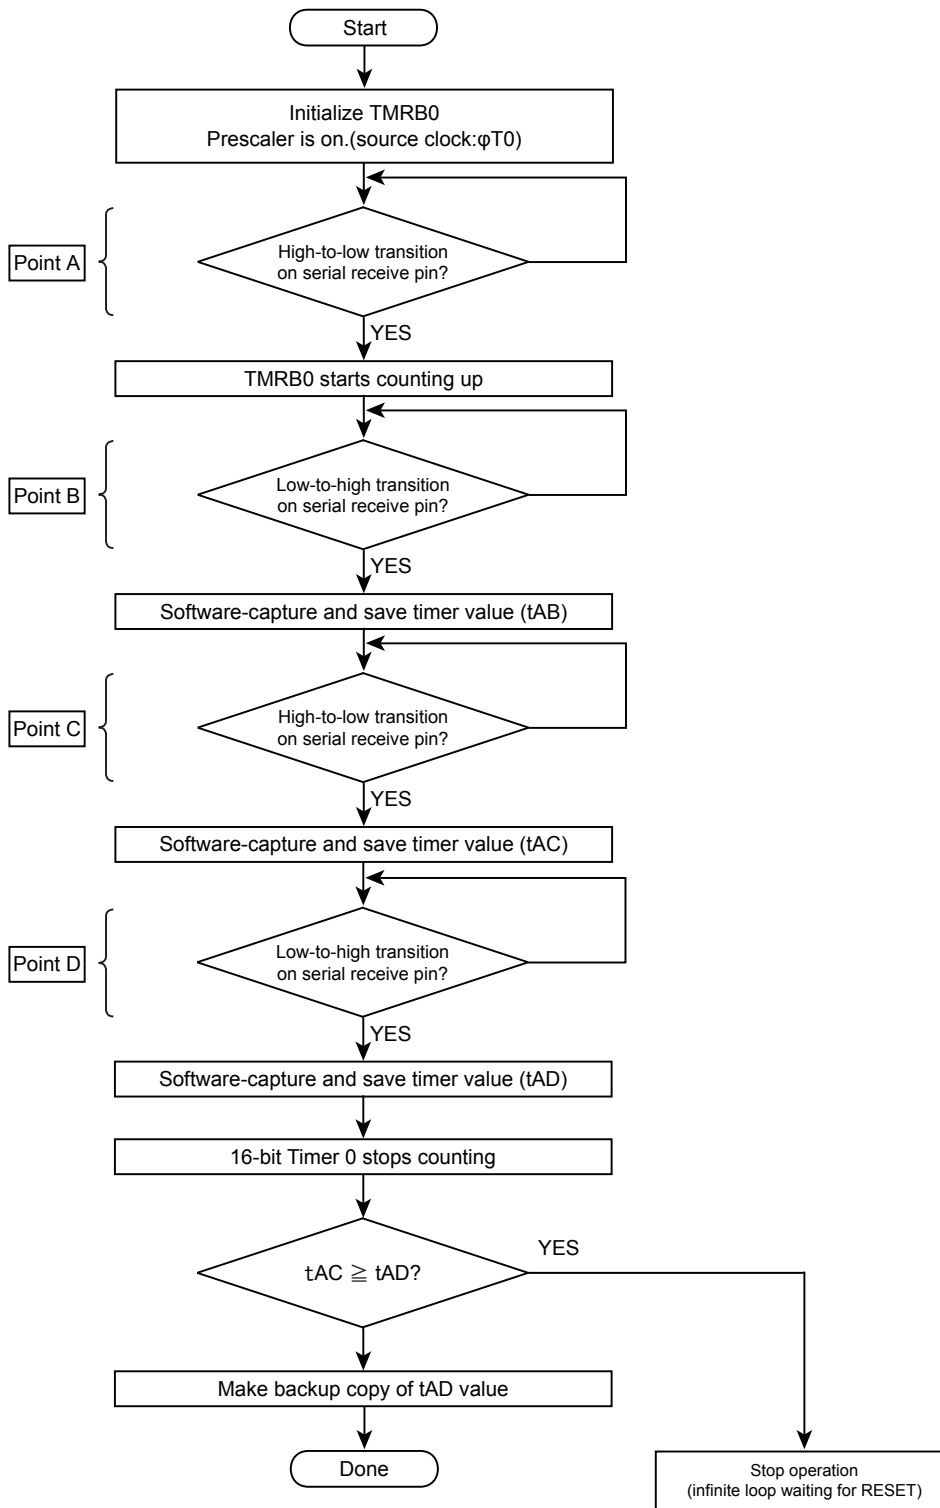 Start
Initialize TMRB0
Prescaler is on.(source clock:φT0)
Point A
High-to-low transition
on serial receive pin?
YES
TMRB0 starts counting up
Point B
Low-to-high transition
on serial receive pin?
YES
Software-capture and save timer value (tAB)
Point C
High-to-low transition
on serial receive pin?
YES
Software-capture and save timer value (tAC)
Point D
Low-to-high transition
on serial receive pin?
YES
Software-capture and save timer value (tAD)
16-bit Timer 0 stops counting
YES
tAC ≧ tAD?
Make backup copy of tAD value
Done
Stop operation
(infinite loop waiting for RESET)